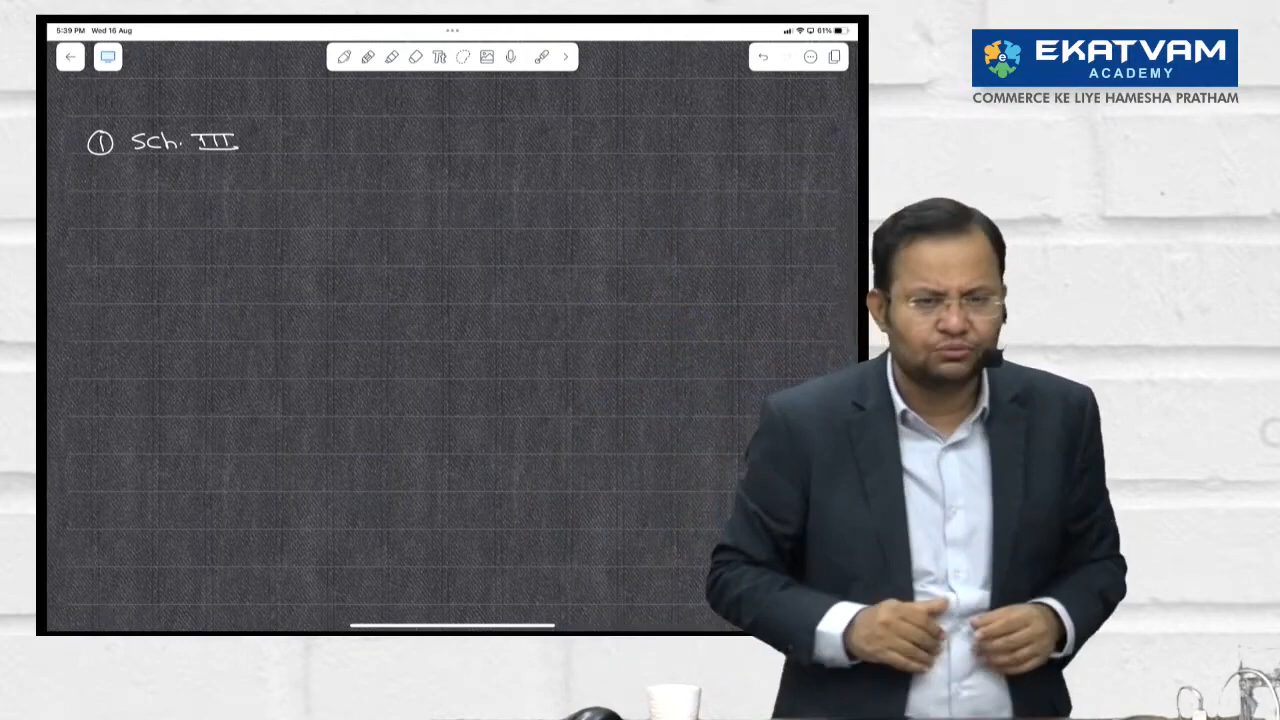 5:39 PM Wed 16 Aug
61%
① Sch. III
e
EKATVAM
ACADEMY
COMMERCE KE LIYE HAMESHA PRATHAM